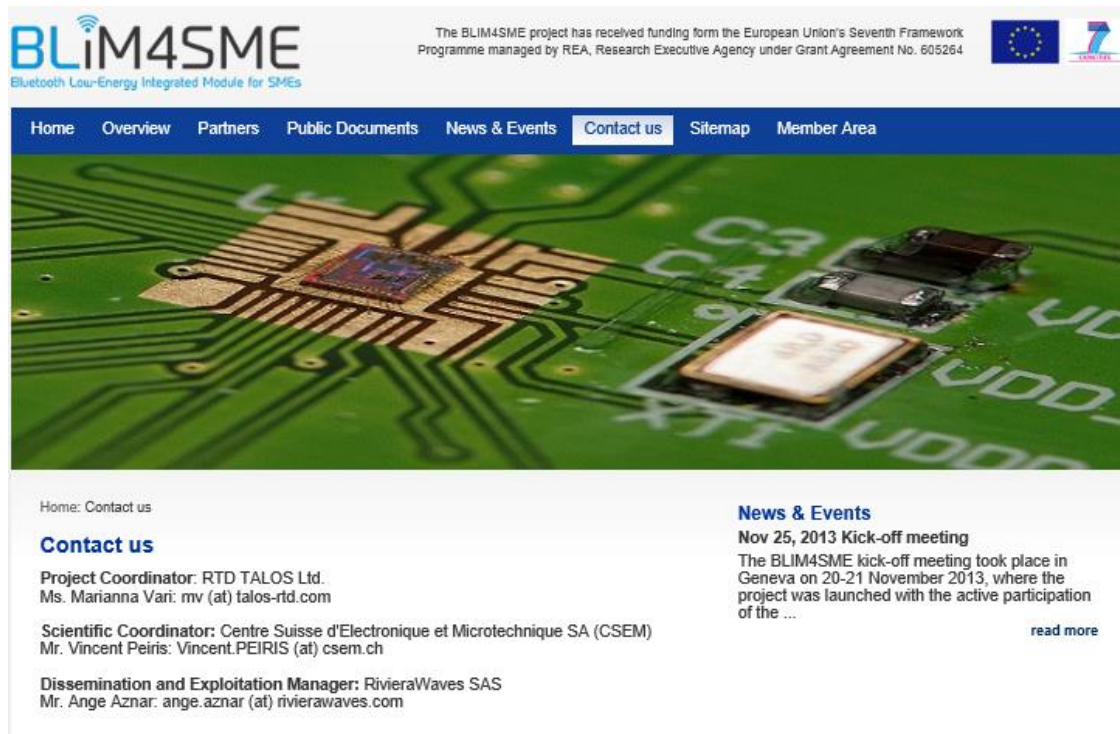 BLiM4SME
Bluetooth Low-Energy Integrated Module for SMEs
The BLIM4SME project has received funding form the European Union's Seventh Framework
Programme managed by REA, Research Executive Agency under Grant Agreement No. 605264
Home Overview Partners Public Documents News & Events Contact us Sitemap Member Area
C3
C4
VD
VDD_
VDDD
XTI
Home: Contact us
Contact us
Project Coordinator: RTD TALOS Ltd.
Ms. Marianna Vari: mv (at) talos-rtd.com
Scientific Coordinator: Centre Suisse d'Electronique et Microtechnique SA (CSEM)
Mr. Vincent Peiris: Vincent.PEIRIS (at) csem.ch
Dissemination and Exploitation Manager: RivieraWaves SAS
Mr. Ange Aznar: ange.aznar (at) rivierawaves.com
News & Events
Nov 25, 2013 Kick-off meeting
The BLIM4SME kick-off meeting took place in
Geneva on 20-21 November 2013, where the
project was launched with the active participation
of the ...
read more